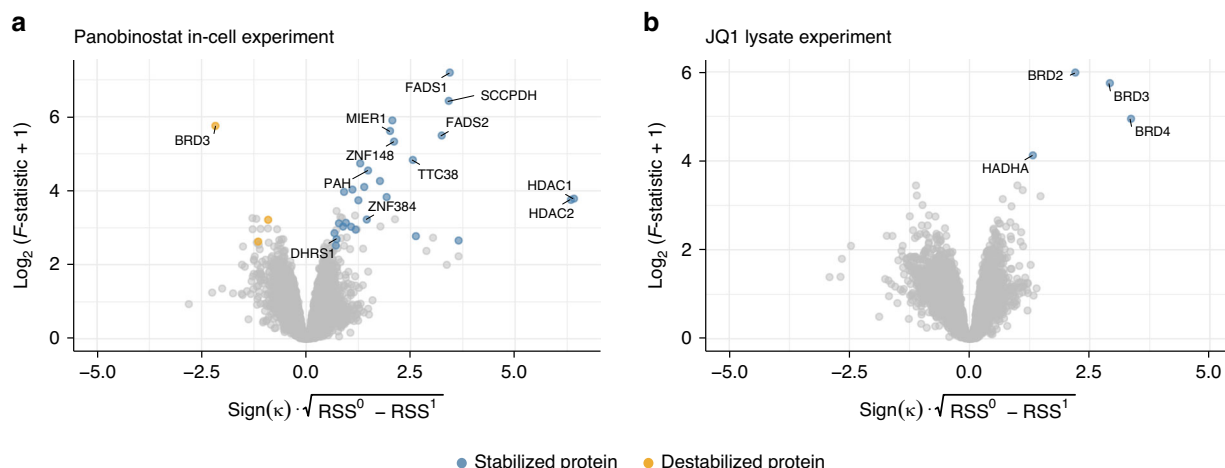 a
Panobinostat in-cell experiment
Log2 (F-statistic + 1)
6
4
2
0
−5.0
−2.5
0.0
2.5
5.0
FADS1
SCCPDH
MIER1
FADS2
BRD3
ZNF148
TTC38
PAH
HDAC1
ZNF384
HDAC2
DHRS1
Sign(κ) · √RSS⁰ − RSS¹
b
JQ1 lysate experiment
Log2 (F-statistic + 1)
6
4
2
0
−5.0
−2.5
0.0
2.5
5.0
BRD2
BRD3
BRD4
HADHA
Sign(κ) · √RSS⁰ − RSS¹
Stabilized protein
Destabilized protein